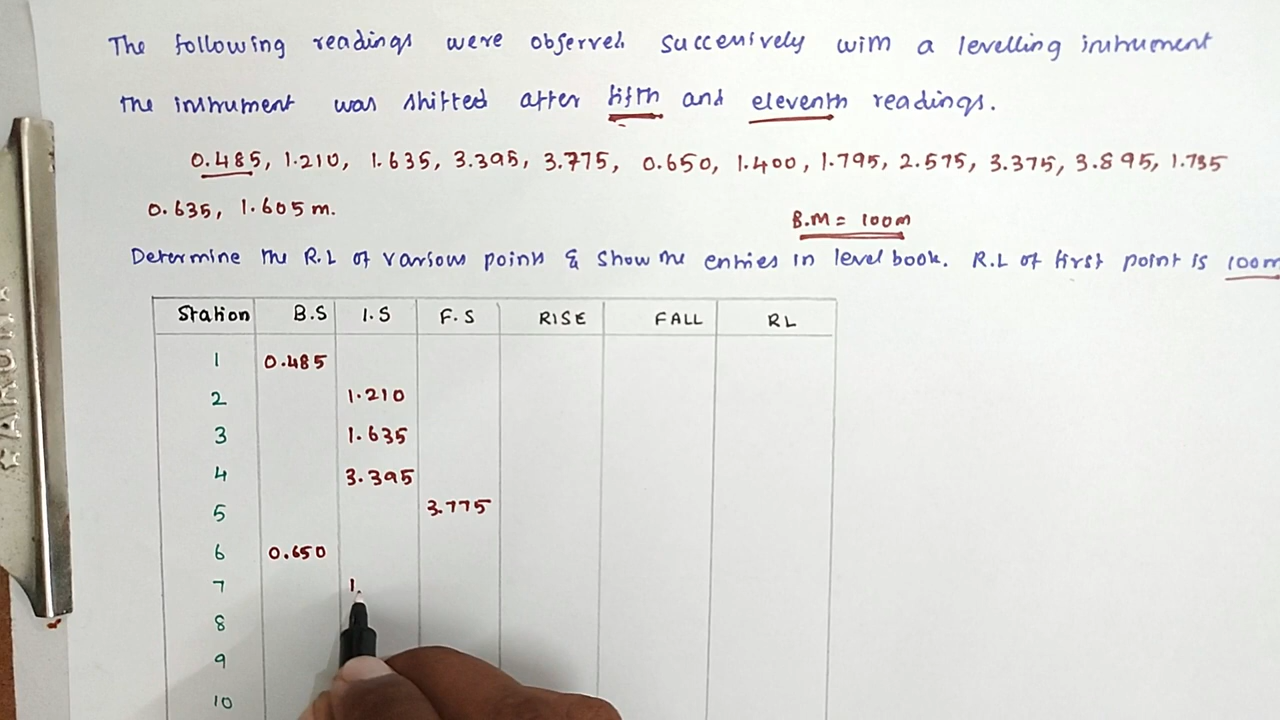 The following readings were observed successively with a levelling instrument
The instrument was shifted after fifth and eleventh readings.
0.485, 1.210, 1.635, 3.395, 3.775, 0.650, 1.400, 1.795, 2.575, 3.375, 3.895, 1.735
0.635, 1.605 m.
B.M = 100m
Determine the R.L of various points & show the entries in level book. R.L of first point is 100m
Station B.S I.S F.S RISE FALL RL
1 0.485
2 1.210
3 1.635
4 3.395
5 3.775
6 0.650
7 1.
8
9
10